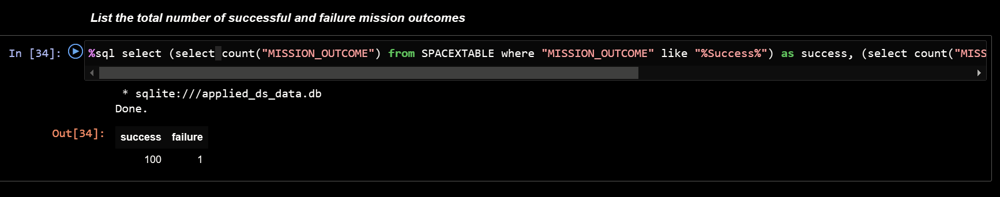 List the total number of successful and failure mission outcomes
In [34]: %sql select (select count("MISSION_OUTCOME") from SPACEXTABLE where "MISSION_OUTCOME" like "%Success%") as success, (select count("MISS
* sqlite:///applied_ds_data.db
Done.
Out[34]: success failure
100 1